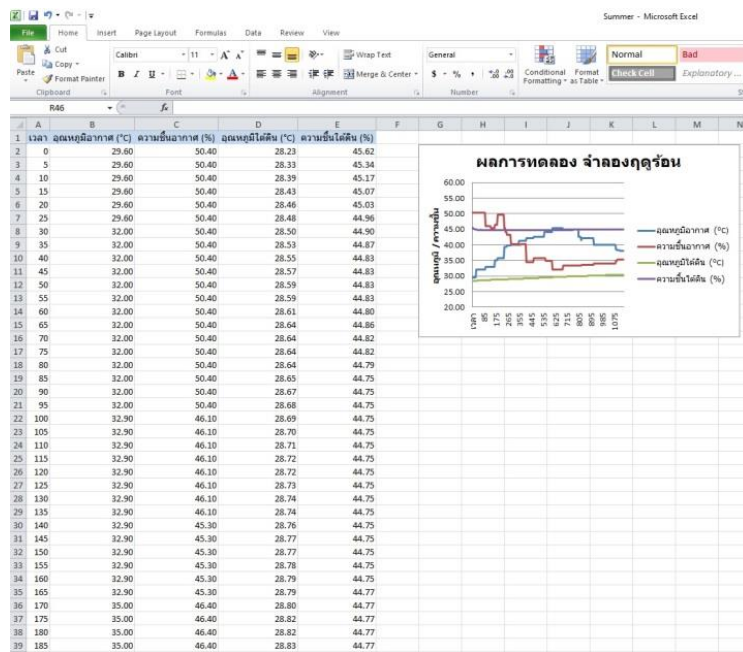 Summer - Microsoft Excel
File Home Insert Page Layout Formulas Data Review View
Paste
Cut
Copy
Format Painter
Clipboard
Calibri 11
B I U
Font
Wrap Text
Merge & Center
Alignment
General
$ % ,
Number
Conditional Formatting
Format as Table
Normal Bad
Check Cell Explanatory ...
R46 fx
A B C D E F G H I J K L M N
1 เวลา อุณหภูมิอากาศ (°C) ความชื้นอากาศ (%) อุณหภูมิใต้ดิน (°C) ความชื้นใต้ดิน (%)
2 0 29.60 50.40 28.23 45.62
3 5 29.60 50.40 28.33 45.34
4 10 29.60 50.40 28.39 45.17
5 15 29.60 50.40 28.43 45.07
6 20 29.60 50.40 28.46 45.03
7 25 29.60 50.40 28.48 44.96
8 30 32.00 50.40 28.50 44.90
9 35 32.00 50.40 28.53 44.87
10 40 32.00 50.40 28.55 44.83
11 45 32.00 50.40 28.57 44.83
12 50 32.00 50.40 28.59 44.83
13 55 32.00 50.40 28.59 44.83
14 60 32.00 50.40 28.61 44.80
15 65 32.00 50.40 28.64 44.86
16 70 32.00 50.40 28.64 44.82
17 75 32.00 50.40 28.64 44.82
18 80 32.00 50.40 28.64 44.79
19 85 32.00 50.40 28.65 44.75
20 90 32.00 50.40 28.67 44.75
21 95 32.00 50.40 28.68 44.75
22 100 32.90 46.10 28.69 44.75
23 105 32.90 46.10 28.70 44.75
24 110 32.90 46.10 28.71 44.75
25 115 32.90 46.10 28.72 44.75
26 120 32.90 46.10 28.72 44.75
27 125 32.90 46.10 28.73 44.75
28 130 32.90 46.10 28.74 44.75
29 135 32.90 46.10 28.74 44.75
30 140 32.90 45.30 28.76 44.75
31 145 32.90 45.30 28.77 44.75
32 150 32.90 45.30 28.77 44.75
33 155 32.90 45.30 28.78 44.75
34 160 32.90 45.30 28.79 44.77
35 165 32.90 45.30 28.79 44.77
36 170 35.00 46.40 28.80 44.77
37 175 35.00 46.40 28.82 44.77
38 180 35.00 46.40 28.82 44.77
39 185 35.00 46.40 28.83 44.77
ผลการทดลอง จำลองฤดูร้อน
อุณหภูมิ / ความชื้น
60.00
55.00
50.00
45.00
40.00
35.00
30.00
25.00
20.00
เวลา 85 175 265 355 445 535 625 715 805 895 985 1075
อุณหภูมิอากาศ (°C)
ความชื้นอากาศ (%)
อุณหภูมิใต้ดิน (°C)
ความชื้นใต้ดิน (%)